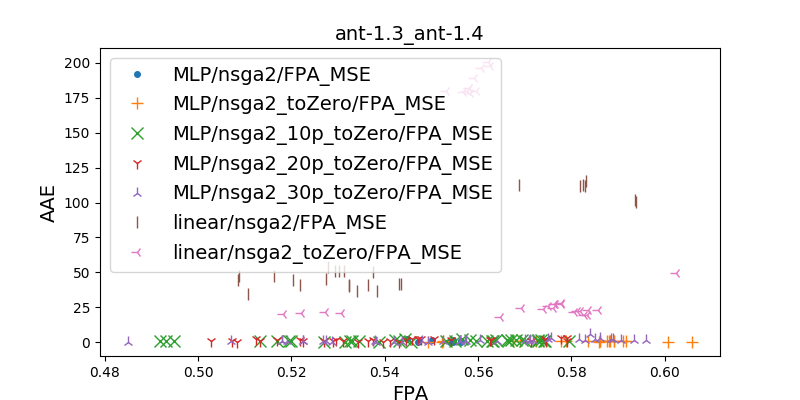 ant-1.3_ant-1.4
200
175
150
125
100
75
50
25
0
AAE
MLP/nsga2/FPA_MSE
MLP/nsga2_toZero/FPA_MSE
MLP/nsga2_10p_toZero/FPA_MSE
MLP/nsga2_20p_toZero/FPA_MSE
MLP/nsga2_30p_toZero/FPA_MSE
linear/nsga2/FPA_MSE
linear/nsga2_toZero/FPA_MSE
0.48 0.50 0.52 0.54 0.56 0.58 0.60
FPA